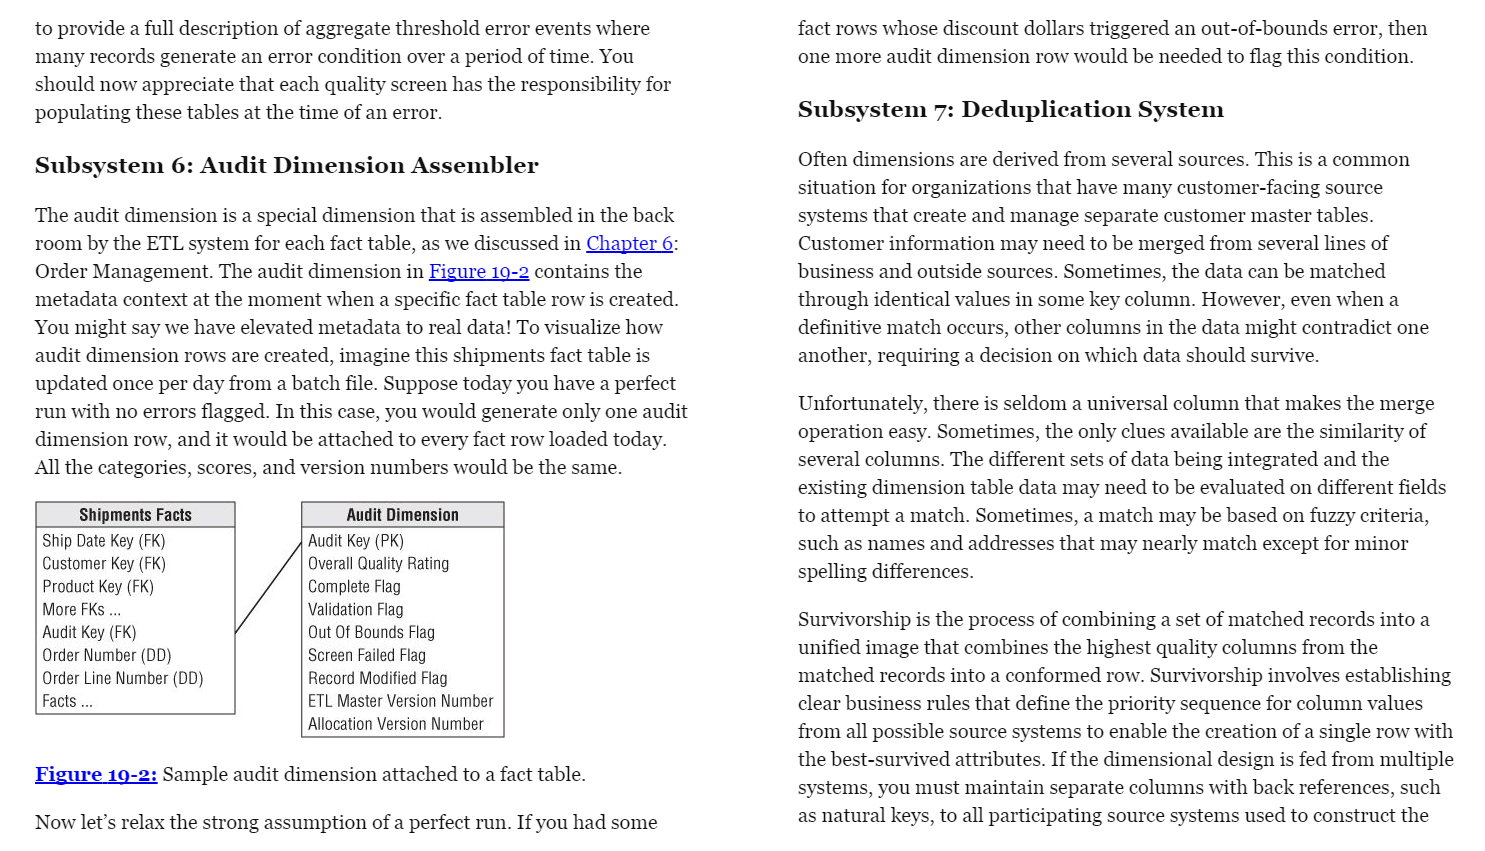 to provide a full description of aggregate threshold error events where
many records generate an error condition over a period of time. You
should now appreciate that each quality screen has the responsibility for
populating these tables at the time of an error.
Subsystem 6: Audit Dimension Assembler
The audit dimension is a special dimension that is assembled in the back
room by the ETL system for each fact table, as we discussed in Chapter 6:
Order Management. The audit dimension in Figure 19-2 contains the
metadata context at the moment when a specific fact table row is created.
You might say we have elevated metadata to real data! To visualize how
audit dimension rows are created, imagine this shipments fact table is
updated once per day from a batch file. Suppose today you have a perfect
run with no errors flagged. In this case, you would generate only one audit
dimension row, and it would be attached to every fact row loaded today.
All the categories, scores, and version numbers would be the same.
Shipments Facts
Ship Date Key (FK)
Customer Key (FK)
Product Key (FK)
More FKs ...
Audit Key (FK)
Order Number (DD)
Order Line Number (DD)
Facts ...
Audit Dimension
Audit Key (PK)
Overall Quality Rating
Complete Flag
Validation Flag
Out Of Bounds Flag
Screen Failed Flag
Record Modified Flag
ETL Master Version Number
Allocation Version Number
Figure 19-2: Sample audit dimension attached to a fact table.
Now let’s relax the strong assumption of a perfect run. If you had some
fact rows whose discount dollars triggered an out-of-bounds error, then
one more audit dimension row would be needed to flag this condition.
Subsystem 7: Deduplication System
Often dimensions are derived from several sources. This is a common
situation for organizations that have many customer-facing source
systems that create and manage separate customer master tables.
Customer information may need to be merged from several lines of
business and outside sources. Sometimes, the data can be matched
through identical values in some key column. However, even when a
definitive match occurs, other columns in the data might contradict one
another, requiring a decision on which data should survive.
Unfortunately, there is seldom a universal column that makes the merge
operation easy. Sometimes, the only clues available are the similarity of
several columns. The different sets of data being integrated and the
existing dimension table data may need to be evaluated on different fields
to attempt a match. Sometimes, a match may be based on fuzzy criteria,
such as names and addresses that may nearly match except for minor
spelling differences.
Survivorship is the process of combining a set of matched records into a
unified image that combines the highest quality columns from the
matched records into a conformed row. Survivorship involves establishing
clear business rules that define the priority sequence for column values
from all possible source systems to enable the creation of a single row with
the best-survived attributes. If the dimensional design is fed from multiple
systems, you must maintain separate columns with back references, such
as natural keys, to all participating source systems used to construct the